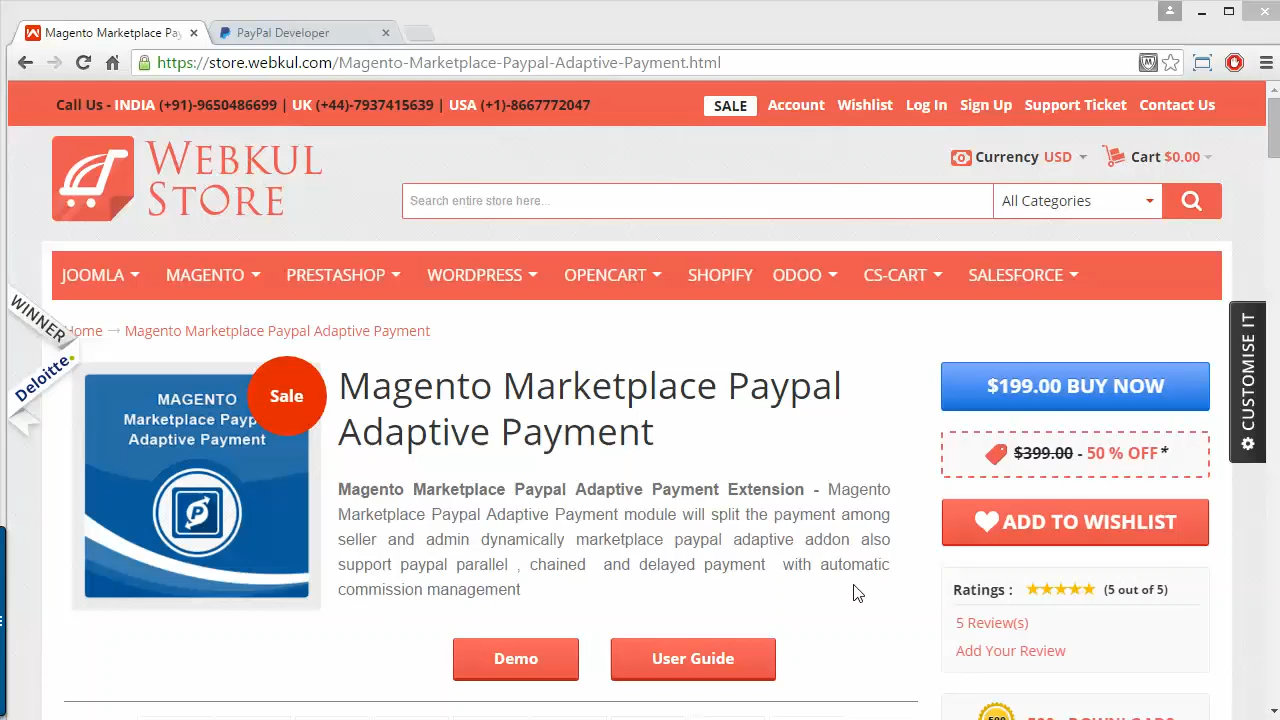 Magento Marketplace Pay
PayPal Developer
https://store.webkul.com/Magento-Marketplace-Paypal-Adaptive-Payment.html
Call Us - INDIA (+91)-9650486699 | UK (+44)-7937415639 | USA (+1)-8667772047
SALE Account Wishlist Log In Sign Up Support Ticket Contact Us
WEBKUL
STORE
Currency USD Cart $0.00
Search entire store here... All Categories
JOOMLA MAGENTO PRESTASHOP WORDPRESS OPENCART SHOPIFY ODOO CS-CART SALESFORCE
WINNER
Deloitte.
Home → Magento Marketplace Paypal Adaptive Payment
CUSTOMISE IT
MAGENTO
Marketplace Payp
Adaptive Payment
Sale
Magento Marketplace Paypal
Adaptive Payment
Magento Marketplace Paypal Adaptive Payment Extension - Magento
Marketplace Paypal Adaptive Payment module will split the payment among
seller and admin dynamically marketplace paypal adaptive addon also
support paypal parallel , chained and delayed payment with automatic
commission management
Demo
User Guide
$199.00 BUY NOW
$399.00 - 50 % OFF*
ADD TO WISHLIST
Ratings : (5 out of 5)
5 Review(s)
Add Your Review